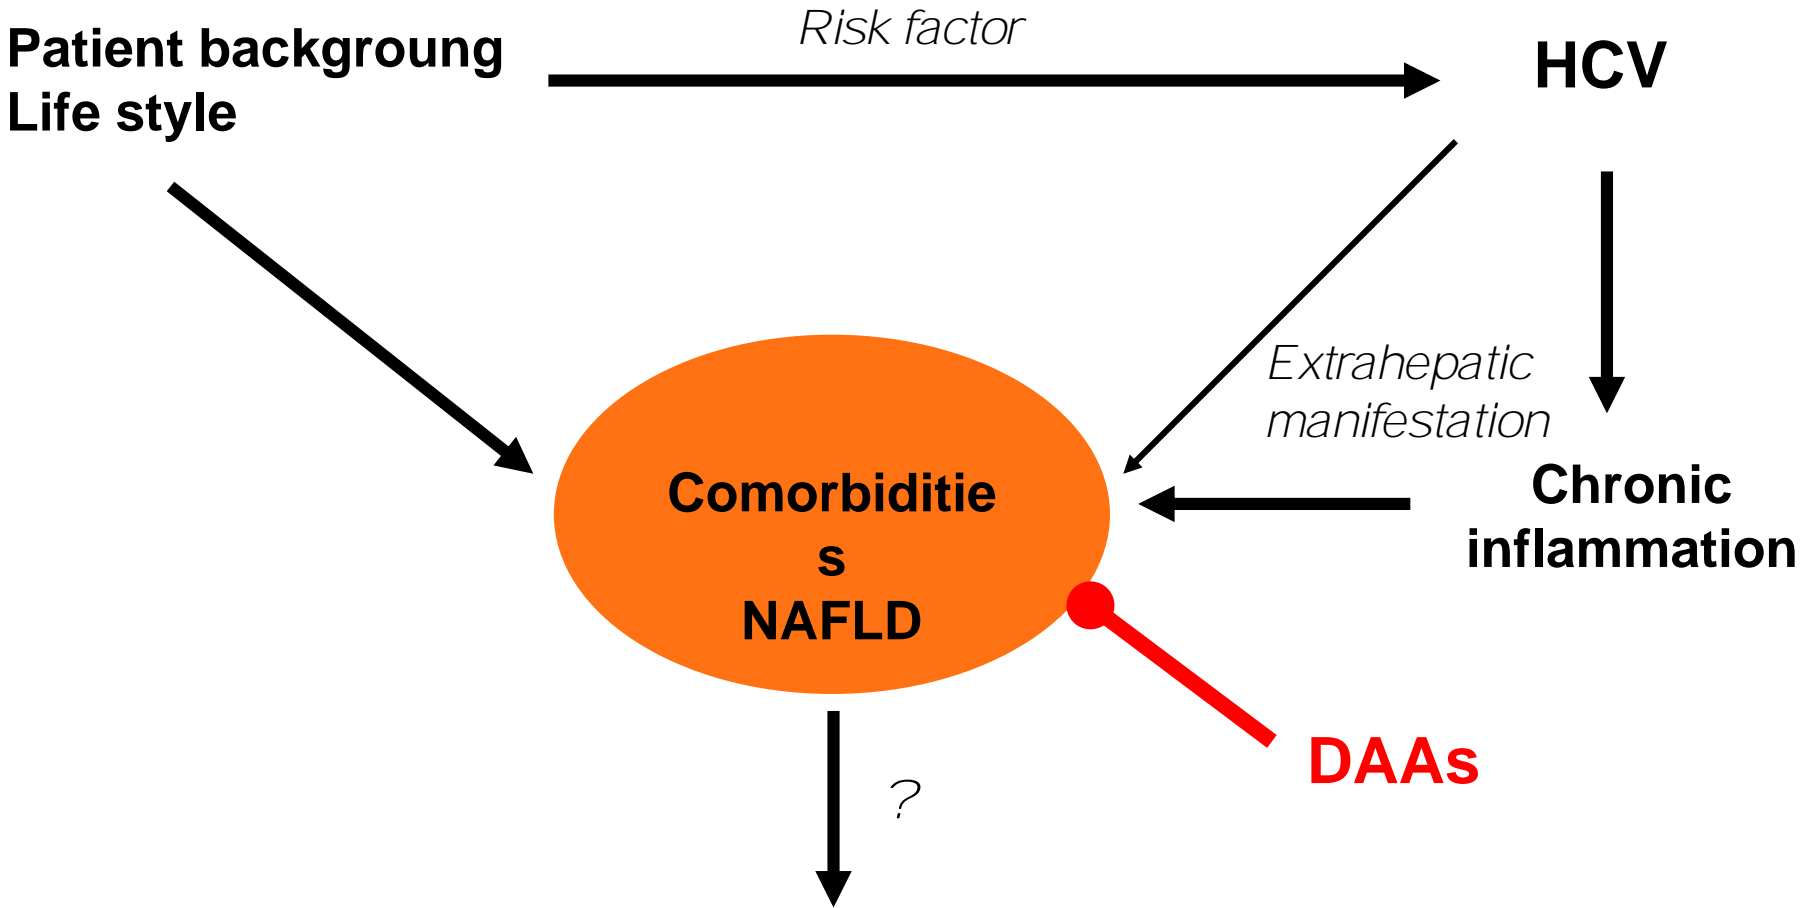 Risk factor
Patient backgroung
Life style
HCV
Extrahepatic
manifestation
Chronic
inflammation
Comorbiditie
s
NAFLD
DAAs
?